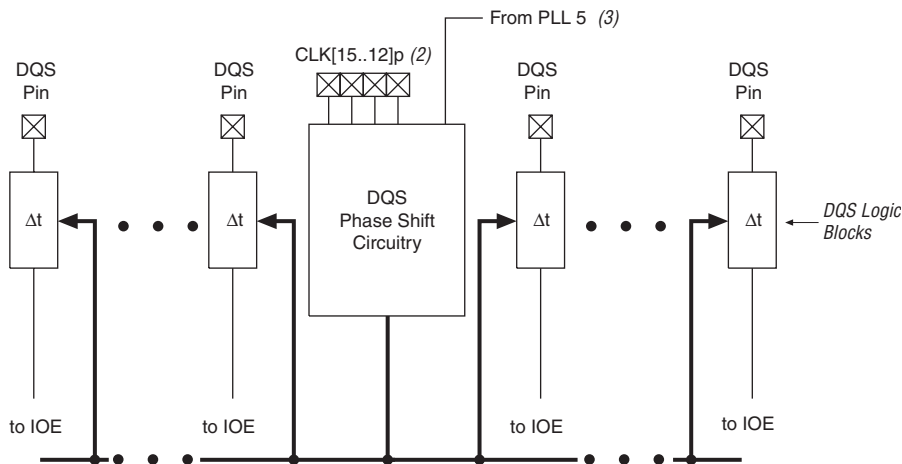 From PLL 5 (3)
CLK[15..12]p (2)
DQS
Pin
DQS
Pin
DQS
Pin
DQS
Pin
Δt
Δt
DQS
Phase Shift
Circuitry
Δt
Δt
DQS Logic
Blocks
to IOE
to IOE
to IOE
to IOE